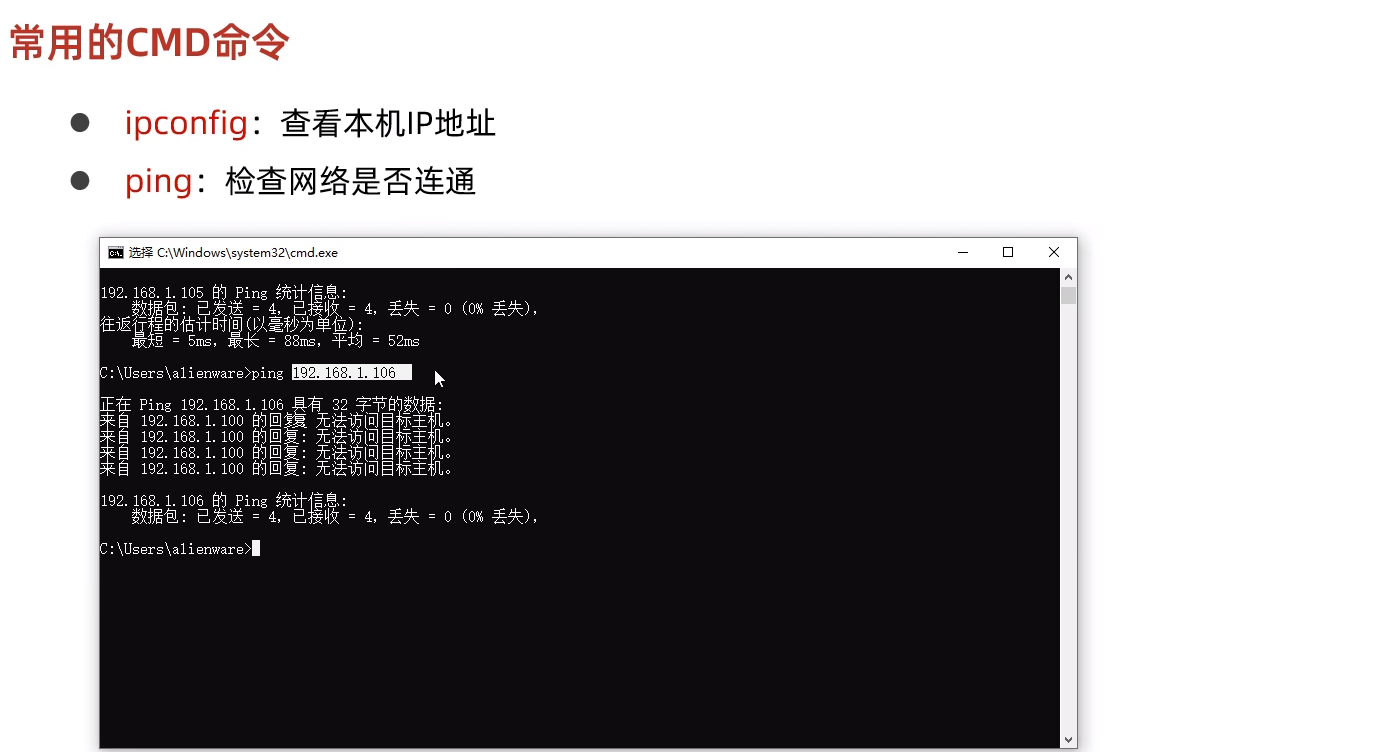 常用的CMD命令
ipconfig：查看本机IP地址
ping：检查网络是否连通
选择 C:\Windows\system32\cmd.exe
192.168.1.105 的 Ping 统计信息:
数据包: 已发送 = 4，已接收 = 4，丢失 = 0 (0% 丢失)，
往返行程的估计时间(以毫秒为单位):
最短 = 5ms，最长 = 88ms，平均 = 52ms
C:\Users\alienware>ping 192.168.1.106
正在 Ping 192.168.1.106 具有 32 字节的数据:
来自 192.168.1.100 的回复 无法访问目标主机。
来自 192.168.1.100 的回复: 无法访问目标主机。
来自 192.168.1.100 的回复: 无法访问目标主机。
来自 192.168.1.100 的回复: 无法访问目标主机。
192.168.1.106 的 Ping 统计信息:
数据包: 已发送 = 4，已接收 = 4，丢失 = 0 (0% 丢失)，
C:\Users\alienware>